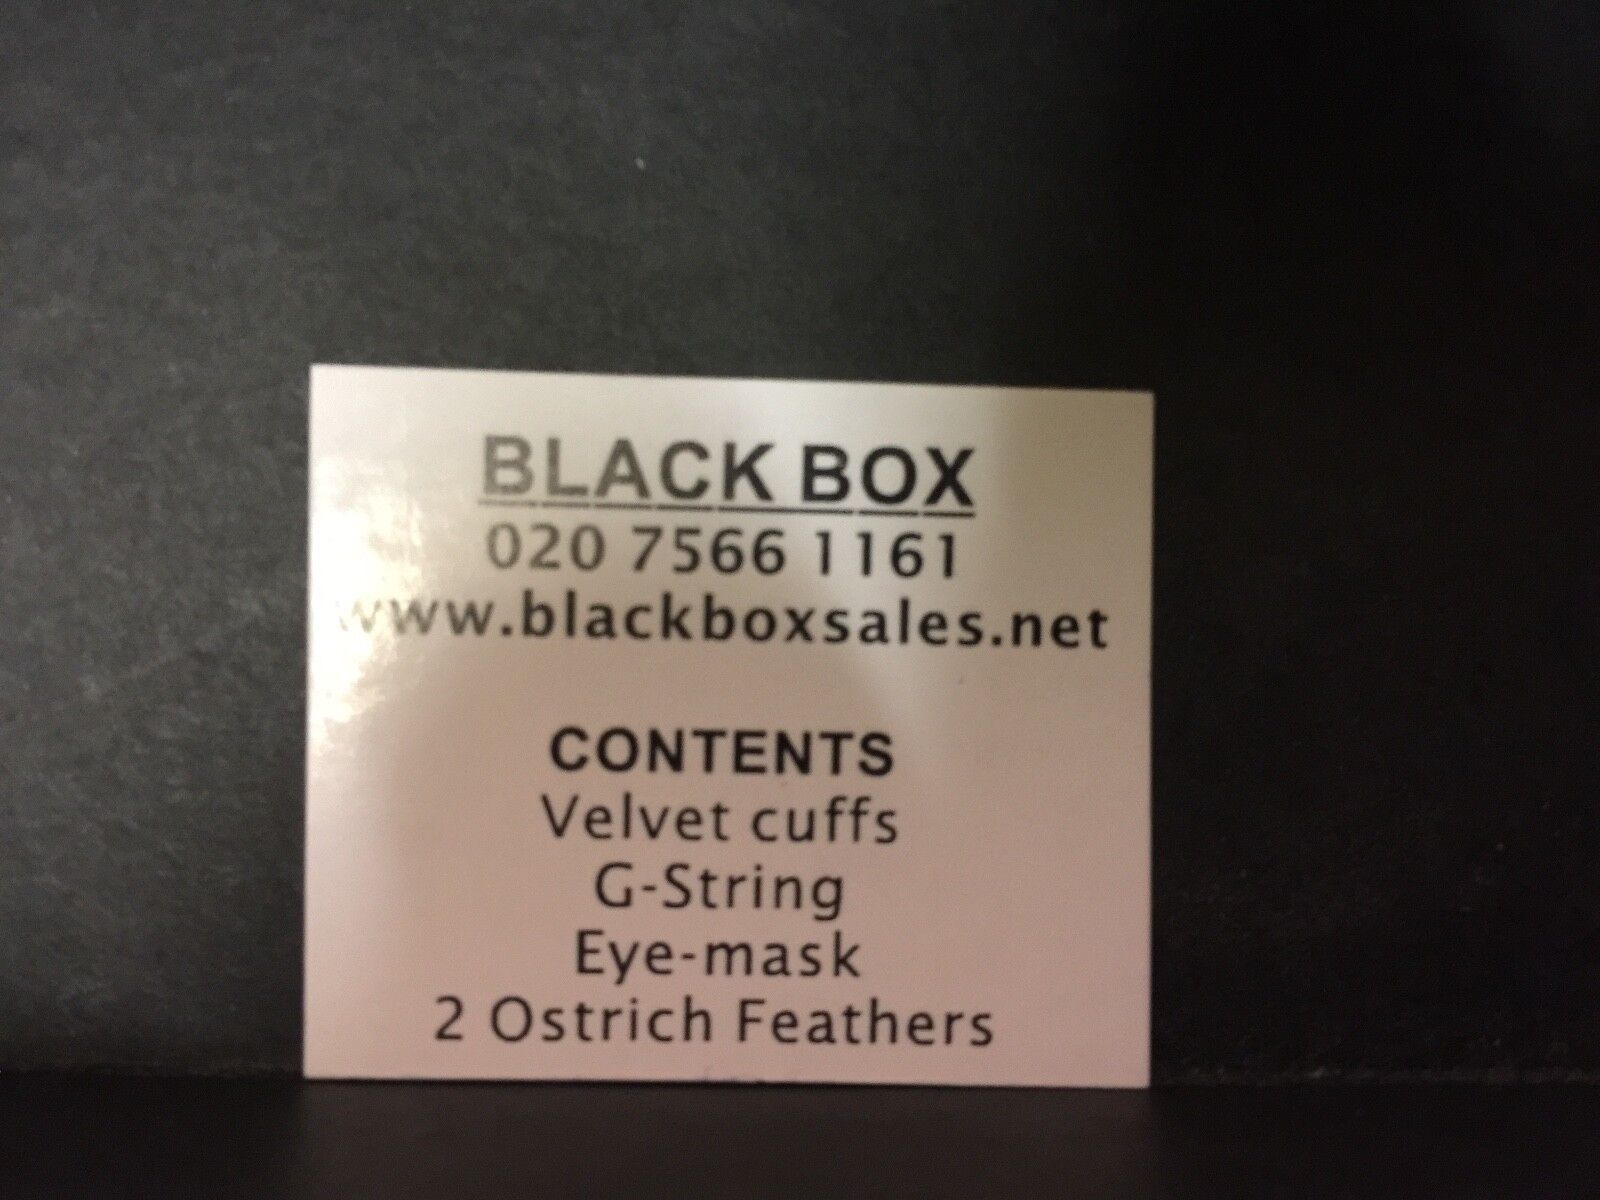 BLACK BOX
020 7566 1161
www.blackboxsales.net
CONTENTS
Velvet cuffs
G-String
Eye-mask
2 Ostrich Feathers